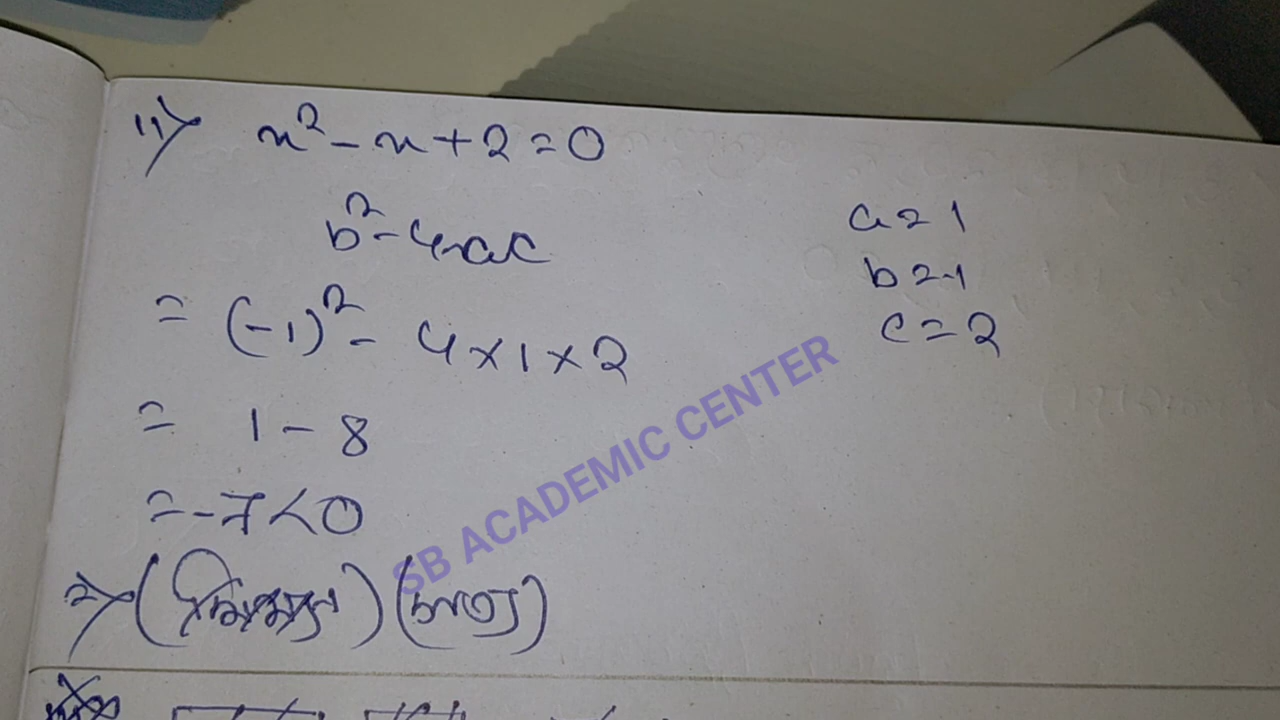 11) x² - x + 2 = 0
b² - 4ac
a = 1
b = -1
= (-1)² - 4 × 1 × 2
c = 2
= 1 - 8
= -7 < 0
SB ACADEMIC CENTER